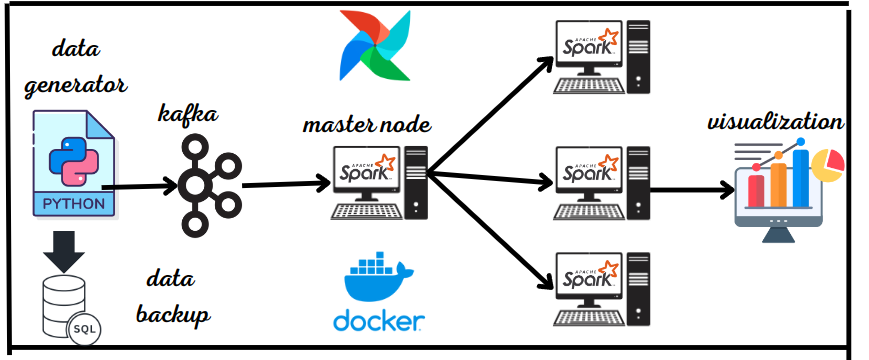 data
generator
kafka
PYTHON
SQL
data
backup
master node
APACHE
Spark
docker
APACHE
Spark
APACHE
Spark
APACHE
Spark
visualization